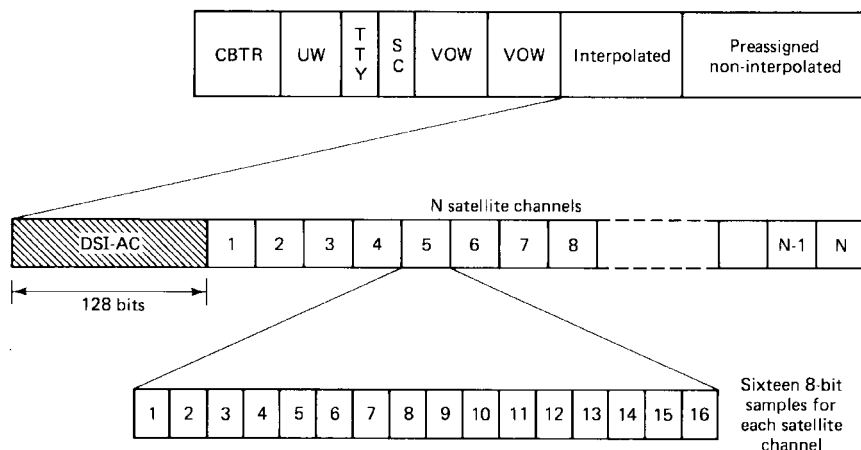 CBTR UW TTY SC VOW VOW Interpolated Preassigned
non-interpolated
N satellite channels
DSI-AC 1 2 3 4 5 6 7 8 N-1 N
128 bits
1 2 3 4 5 6 7 8 9 10 11 12 13 14 15 16
Sixteen 8-bit
samples for
each satellite
channel